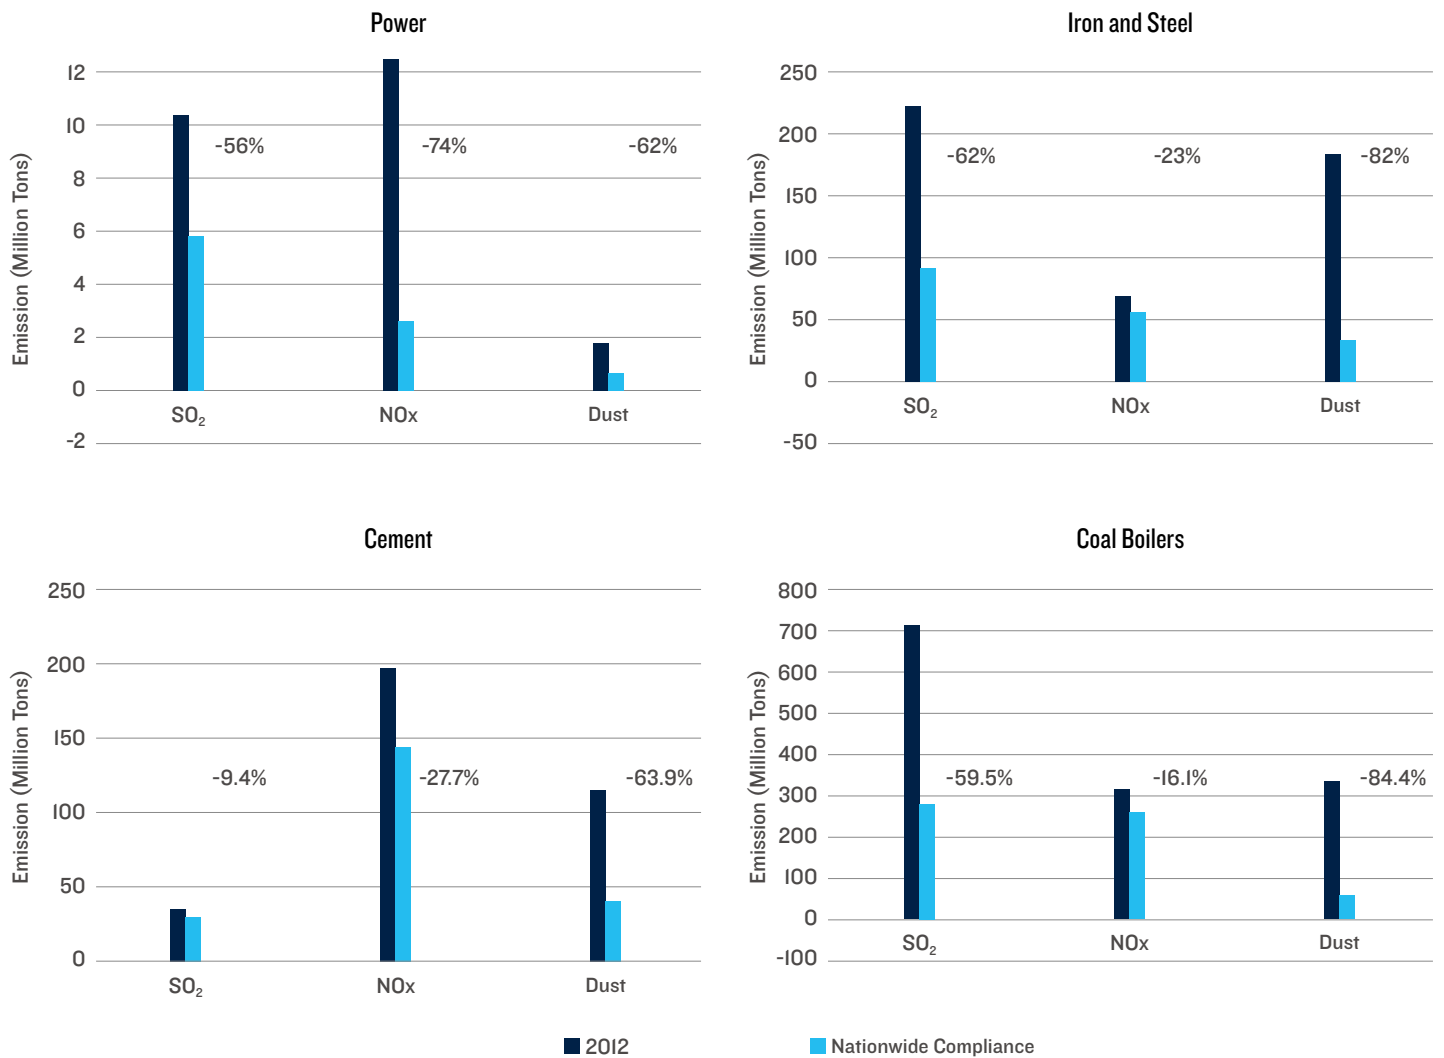 Power
Emission (Million Tons)
12
10
8
6
4
2
0
-2
-56%
-74%
-62%
SO₂
NOx
Dust
Iron and Steel
Emission (Million Tons)
250
200
150
100
50
0
-50
-62%
-23%
-82%
SO₂
NOx
Dust
Cement
Emission (Million Tons)
250
200
150
100
50
0
-9.4%
-27.7%
-63.9%
SO₂
NOx
Dust
Coal Boilers
Emission (Million Tons)
800
700
600
500
400
300
200
100
0
-100
-59.5%
-16.1%
-84.4%
SO₂
NOx
Dust
2012
Nationwide Compliance